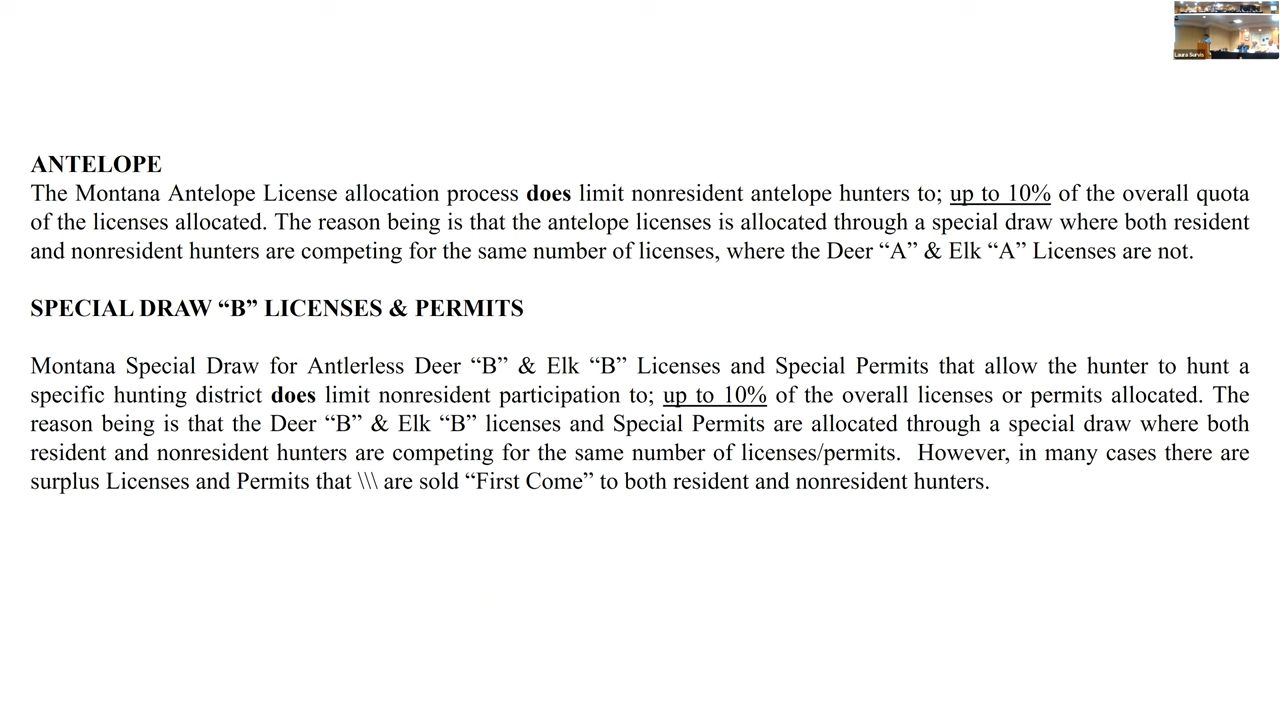 Laura Survis
ANTELOPE
The Montana Antelope License allocation process does limit nonresident antelope hunters to; up to 10% of the overall quota
of the licenses allocated. The reason being is that the antelope licenses is allocated through a special draw where both resident
and nonresident hunters are competing for the same number of licenses, where the Deer “A” & Elk “A” Licenses are not.
SPECIAL DRAW “B” LICENSES & PERMITS
Montana Special Draw for Antlerless Deer “B” & Elk “B” Licenses and Special Permits that allow the hunter to hunt a
specific hunting district does limit nonresident participation to; up to 10% of the overall licenses or permits allocated. The
reason being is that the Deer “B” & Elk “B” licenses and Special Permits are allocated through a special draw where both
resident and nonresident hunters are competing for the same number of licenses/permits.  However, in many cases there are
surplus Licenses and Permits that \\\ are sold “First Come” to both resident and nonresident hunters.